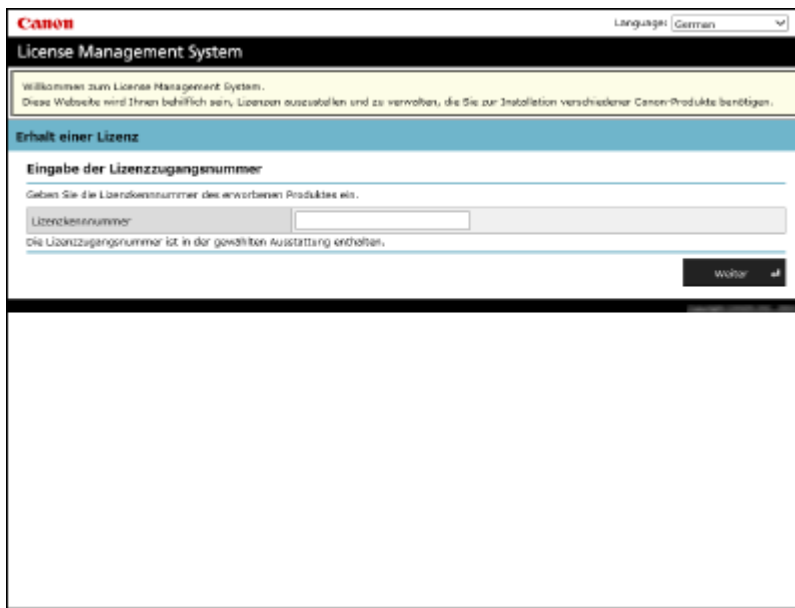 Canon
Language: German
License Management System
Willkommen zum License Management System.
Diese Webseite wird Ihnen behilflich sein, Lizenzen auszustellen und zu verwalten, die Sie zur Installation verschiedener Canon-Produkte benötigen.
Erhalt einer Lizenz
Eingabe der Lizenzzugangsnummer
Geben Sie die Lizenzkennnummer des erworbenen Produktes ein.
Lizenzkennnummer
Die Lizenzzugangsnummer ist in der gewählten Ausstattung enthalten.
Weiter